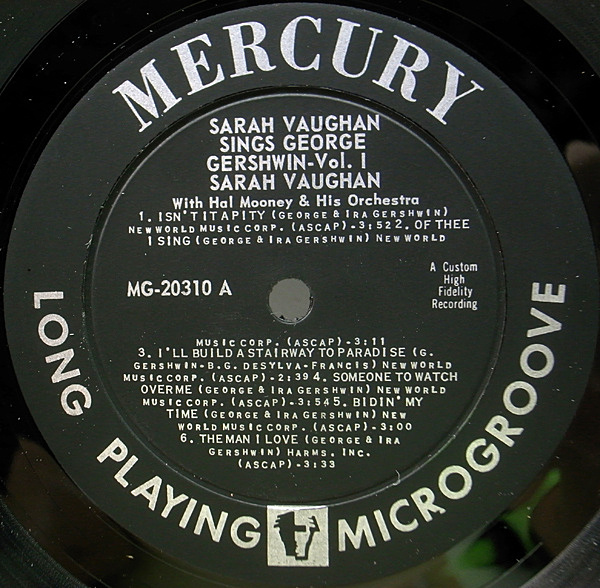 MERCURY
SARAH VAUGHAN
SINGS GEORGE
GERSHWIN-Vol. I
SARAH VAUGHAN
With Hal Mooney & His Orchestra
1. ISN'T IT A PITY (GEORGE & IRA GERSHWIN)
NEW WORLD MUSIC CORP. (ASCAP)-3:52 2. OF THEE
I SING (GEORGE & IRA GERSHWIN) NEW WORLD
MG-20310 A
A Custom
High
Fidelity
Recording
MUSIC CORP. (ASCAP)-3:11
3. I'LL BUILD A STAIRWAY TO PARADISE (G.
GERSHWIN-B.G. DESYLVA-FRANCIS) NEW WORLD
MUSIC CORP. (ASCAP)-2:39 4. SOMEONE TO WATCH
OVER ME (GEORGE & IRA GERSHWIN) NEW WORLD
MUSIC CORP. (ASCAP)-3:54 5. BIDIN' MY
TIME (GEORGE & IRA GERSHWIN) NEW
WORLD MUSIC CORP. (ASCAP)-3:00
6. THE MAN I LOVE (GEORGE & IRA
GERSHWIN) HARMS, INC.
(ASCAP)-3:33
LONG PLAYING MICROGROOVE